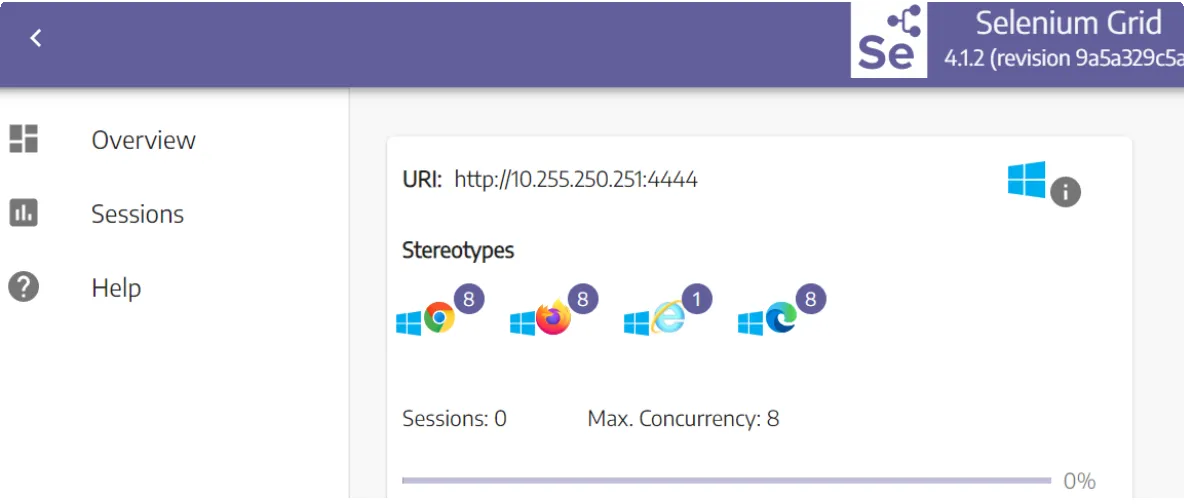 Se
Selenium Grid
4.1.2 (revision 9a5a329c5a
Overview
Sessions
Help
URI: http://10.255.250.251:4444
i
Stereotypes
8 8 1 8
Sessions: 0 Max. Concurrency: 8
0%